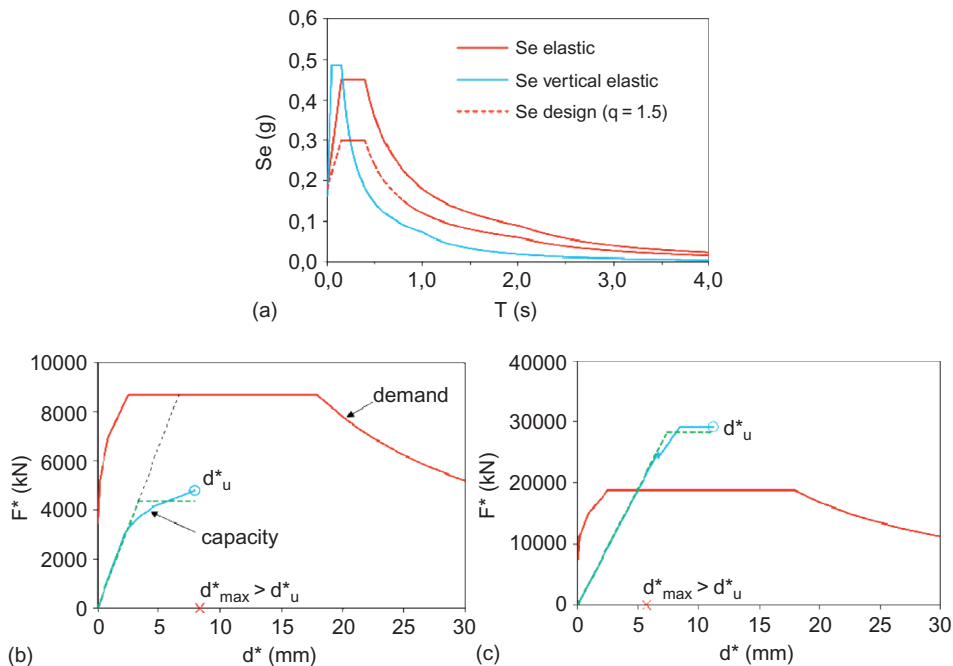 0,6
0,5
0,4
0,3
0,2
0,1
0,0
Se (g)
Se elastic
Se vertical elastic
Se design (q = 1.5)
0,0 1,0 2,0 3,0 4,0
T (s)
(a)
10000
8000
6000
4000
2000
0
F* (kN)
demand
d*u
capacity
d*max > d*u
0 5 10 15 20 25 30
d* (mm)
(b)
40000
30000
20000
10000
0
F* (kN)
d*u
d*max > d*u
0 5 10 15 20 25 30
d* (mm)
(c)